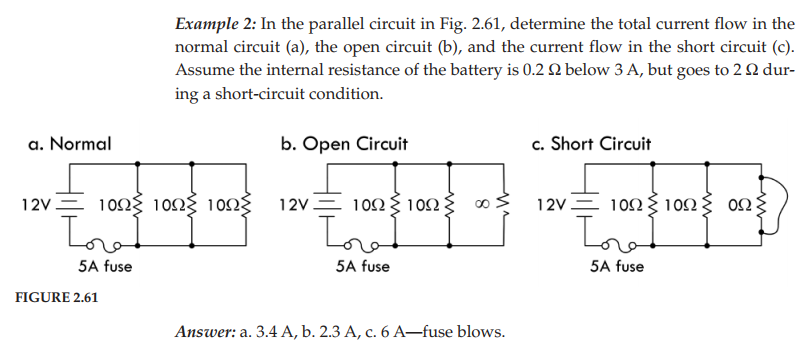 Example 2: In the parallel circuit in Fig. 2.61, determine the total current flow in the
normal circuit (a), the open circuit (b), and the current flow in the short circuit (c).
Assume the internal resistance of the battery is 0.2 Ω below 3 A, but goes to 2 Ω dur-
ing a short-circuit condition.
a. Normal
12V 10Ω 10Ω 10Ω
5A fuse
b. Open Circuit
12V 10Ω 10Ω ∞
5A fuse
c. Short Circuit
12V 10Ω 10Ω 0Ω
5A fuse
FIGURE 2.61
Answer: a. 3.4 A, b. 2.3 A, c. 6 A—fuse blows.